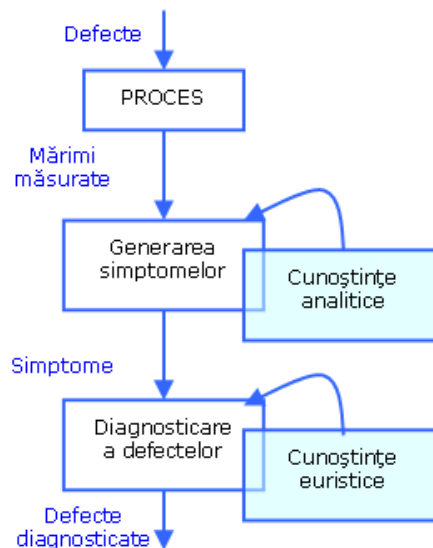 Defecte
PROCES
Mărimi
măsurate
Generarea
simptomelor
Cunoştinţe
analitice
Simptome
Diagnosticare
a defectelor
Cunoştinţe
euristice
Defecte
diagnosticate